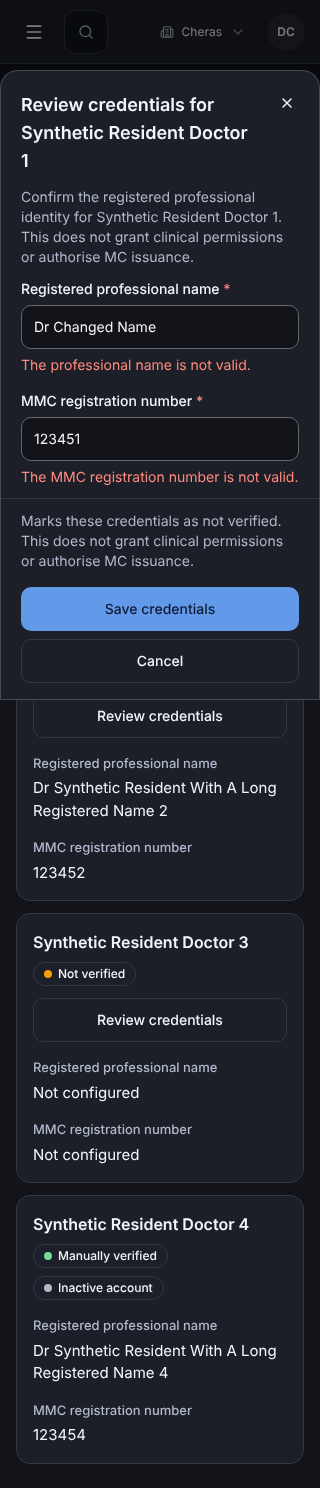 Cheras
DC
Review credentials for
Synthetic Resident Doctor
1
Confirm the registered professional
identity for Synthetic Resident Doctor 1.
This does not grant clinical permissions
or authorise MC issuance.
Registered professional name *
Dr Changed Name
The professional name is not valid.
MMC registration number *
123451
The MMC registration number is not valid.
Marks these credentials as not verified.
This does not grant clinical permissions
or authorise MC issuance.
Save credentials
Cancel
Review credentials
Registered professional name
Dr Synthetic Resident With A Long
Registered Name 2
MMC registration number
123452
Synthetic Resident Doctor 3
Not verified
Review credentials
Registered professional name
Not configured
MMC registration number
Not configured
Synthetic Resident Doctor 4
Manually verified
Inactive account
Registered professional name
Dr Synthetic Resident With A Long
Registered Name 4
MMC registration number
123454